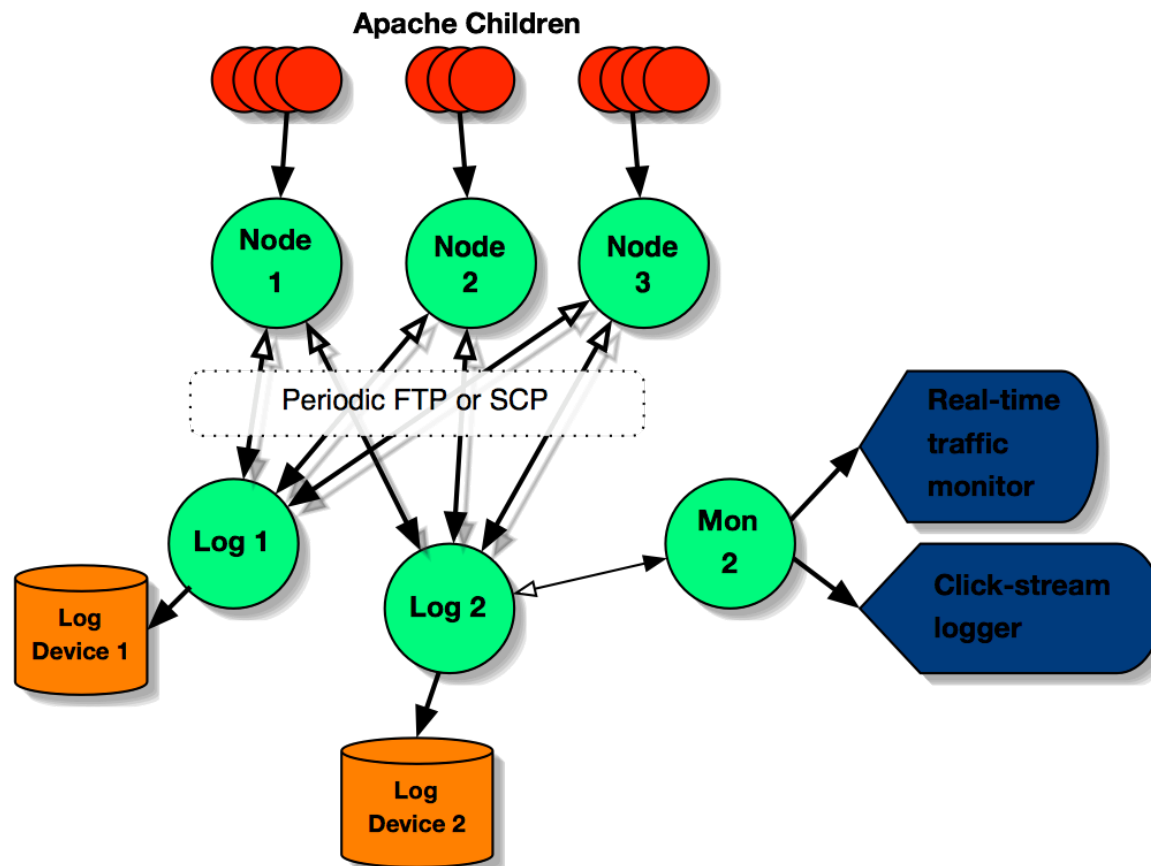 Apache Children
Node
1
Node
2
Node
3
Periodic FTP or SCP
Real-time
traffic
monitor
Log 1
Mon
2
Log 2
Click-stream
logger
Log
Device 1
Log
Device 2